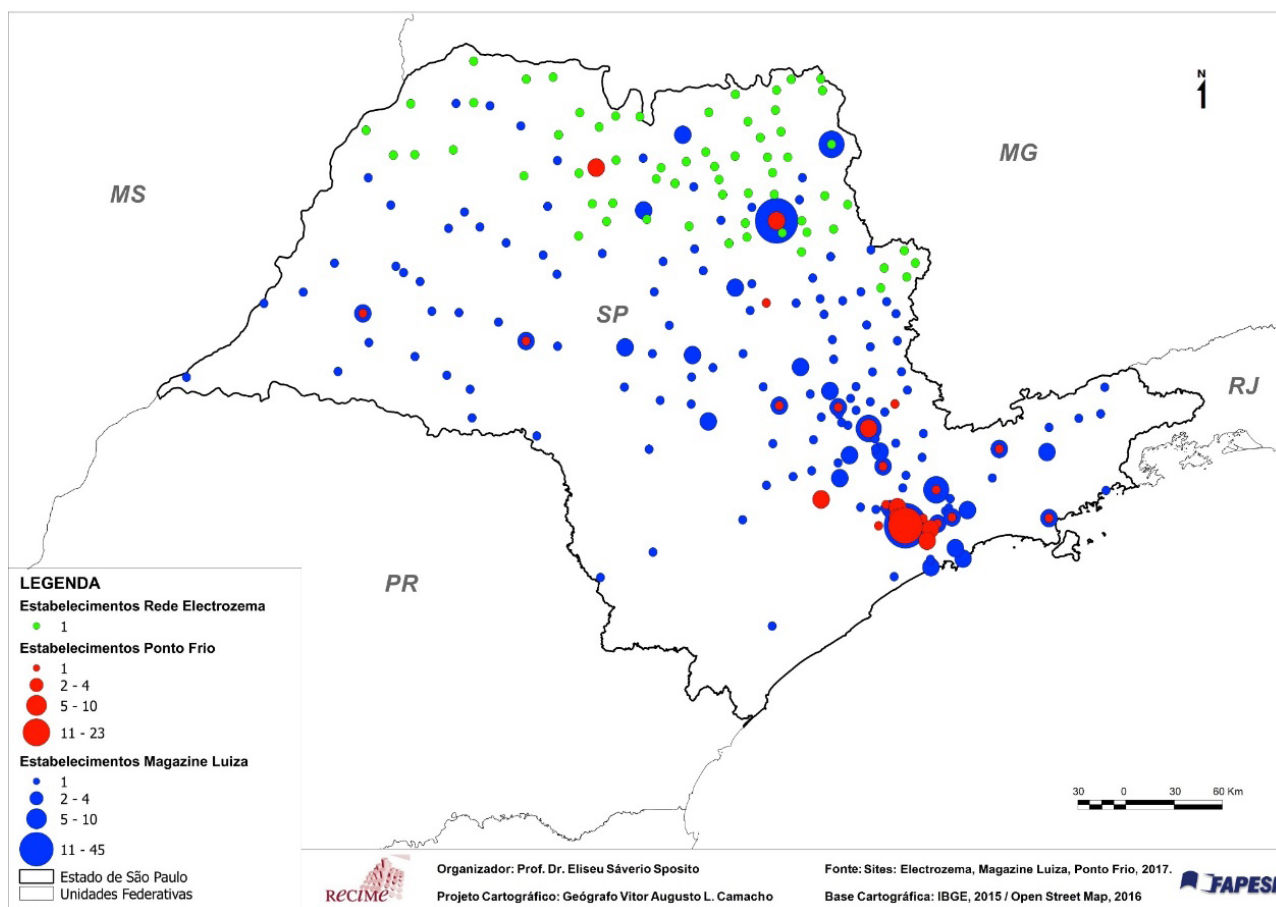 N
MG
MS
SP
RJ
PR
LEGENDA
Estabelecimentos Rede Electrozema
1
Estabelecimentos Ponto Frio
1
2 - 4
5 - 10
11 - 23
Estabelecimentos Magazine Luiza
1
2 - 4
5 - 10
11 - 45
Estado de São Paulo
Unidades Federativas
30 0 30 60 Km
ReCiMe
Organizador: Prof. Dr. Eliseu Sáverio Sposito
Projeto Cartográfico: Geógrafo Vitor Augusto L. Camacho
Fonte: Sites: Electrozema, Magazine Luiza, Ponto Frio, 2017.
Base Cartográfica: IBGE, 2015 / Open Street Map, 2016
FAPESP